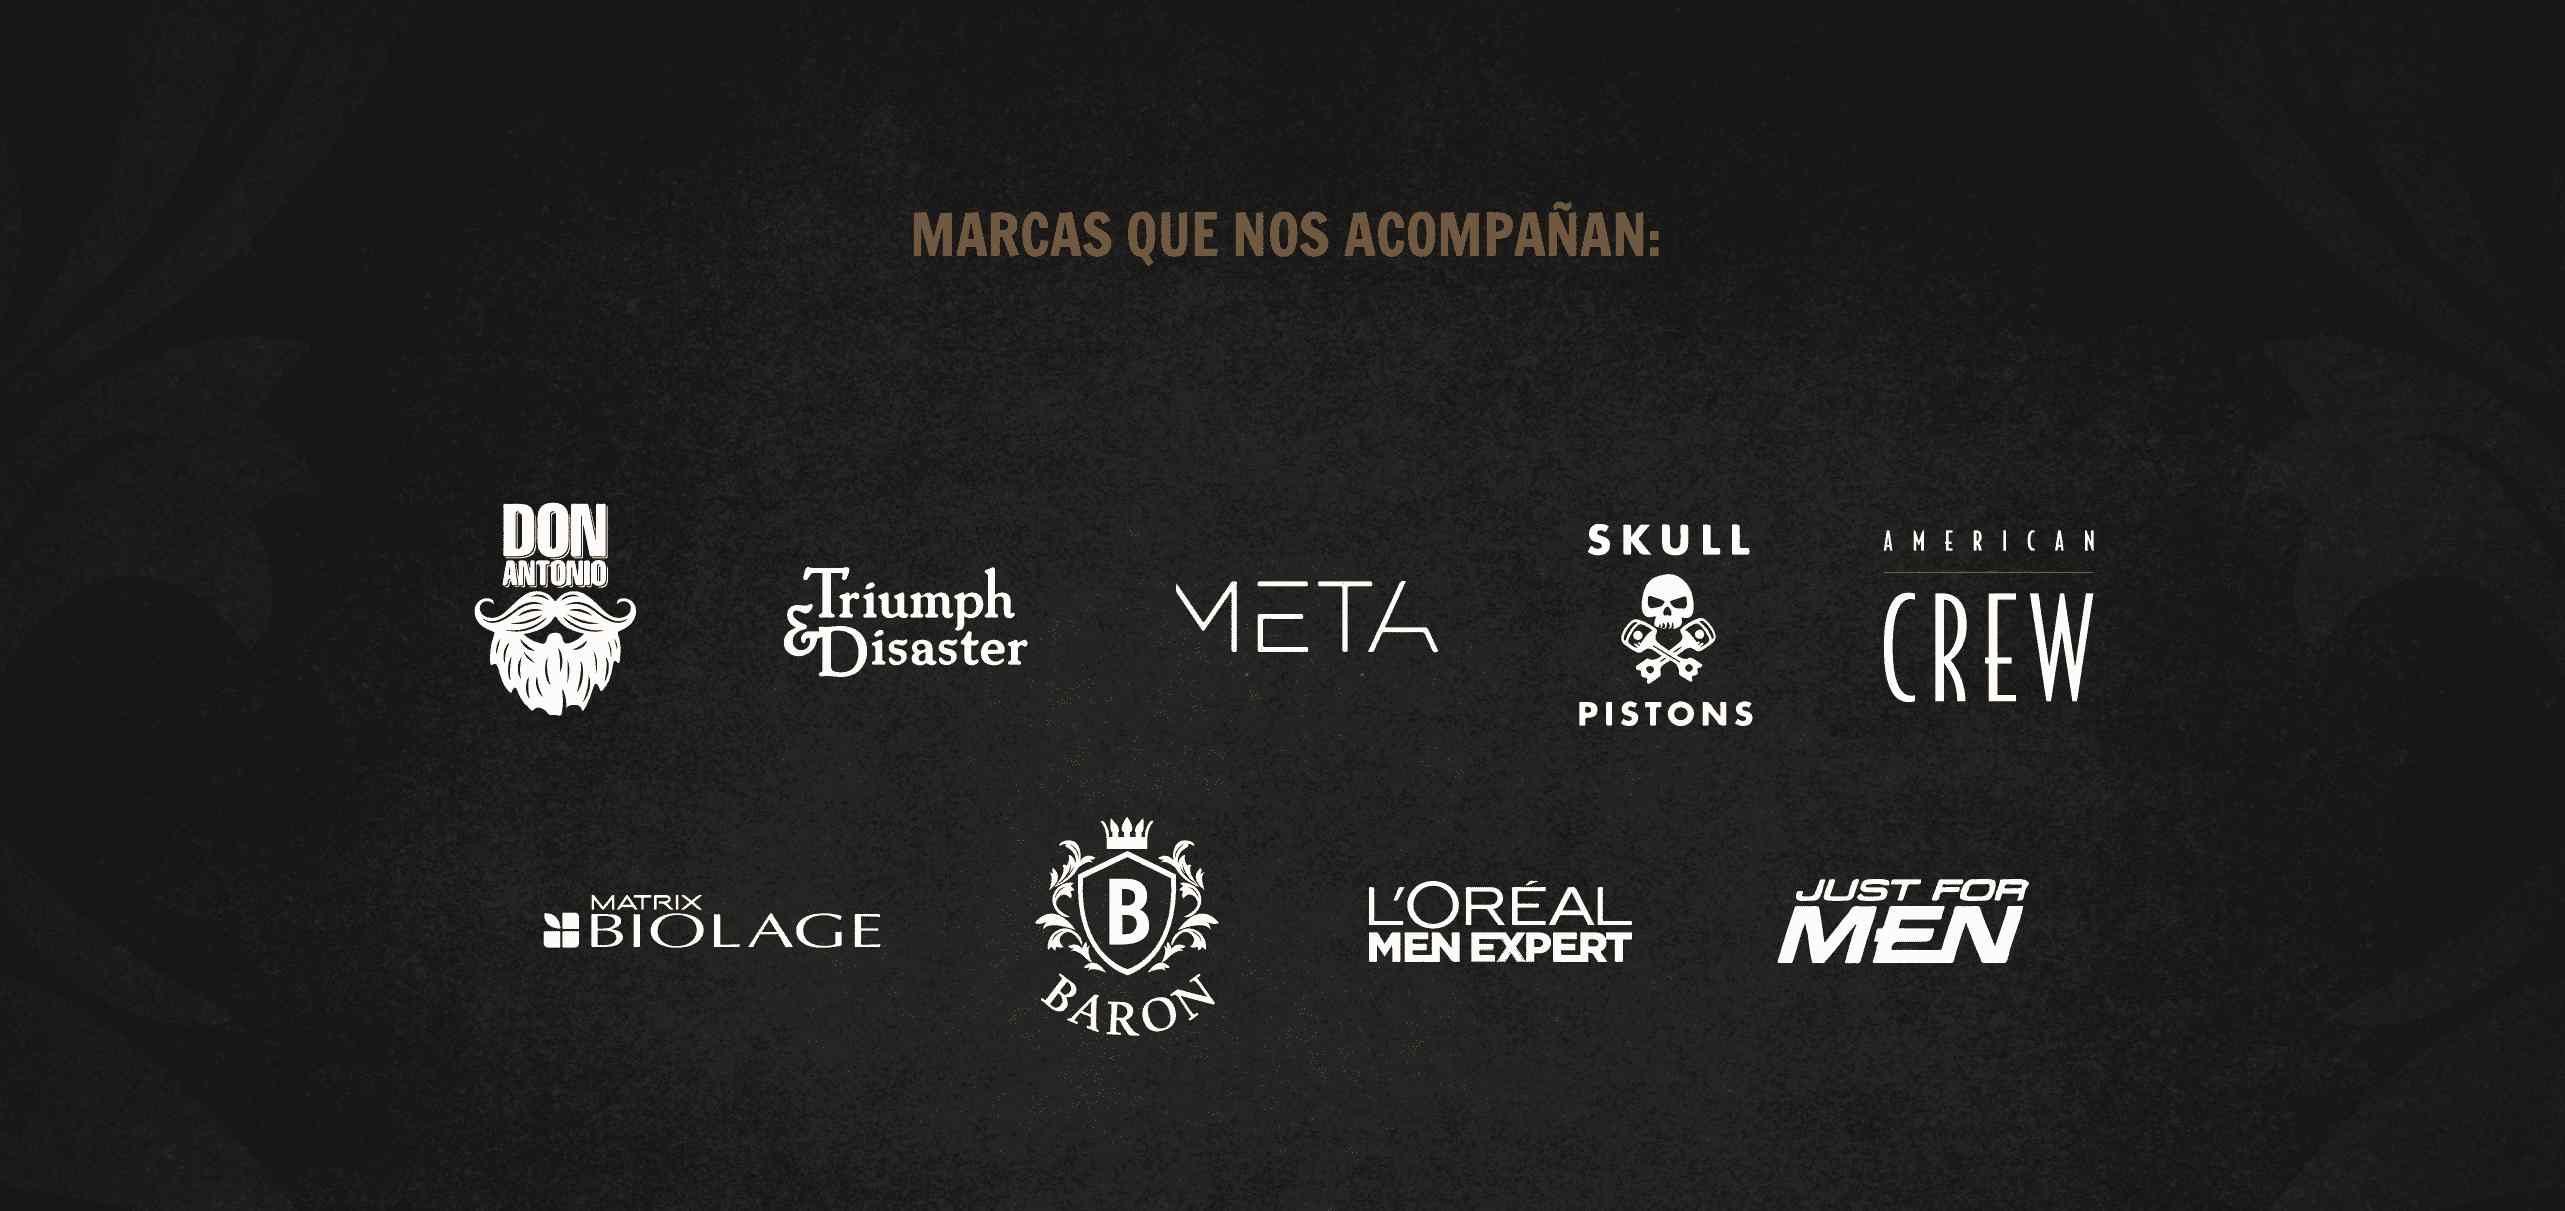 MARCAS QUE NOS ACOMPAÑAN:
DON
ANTONIO
Triumph
&Disaster
META
SKULL
PISTONS
AMERICAN
CREW
MATRIX
BIOLAGE
B
BARON
L'ORÉAL
MEN EXPERT
JUST FOR
MEN